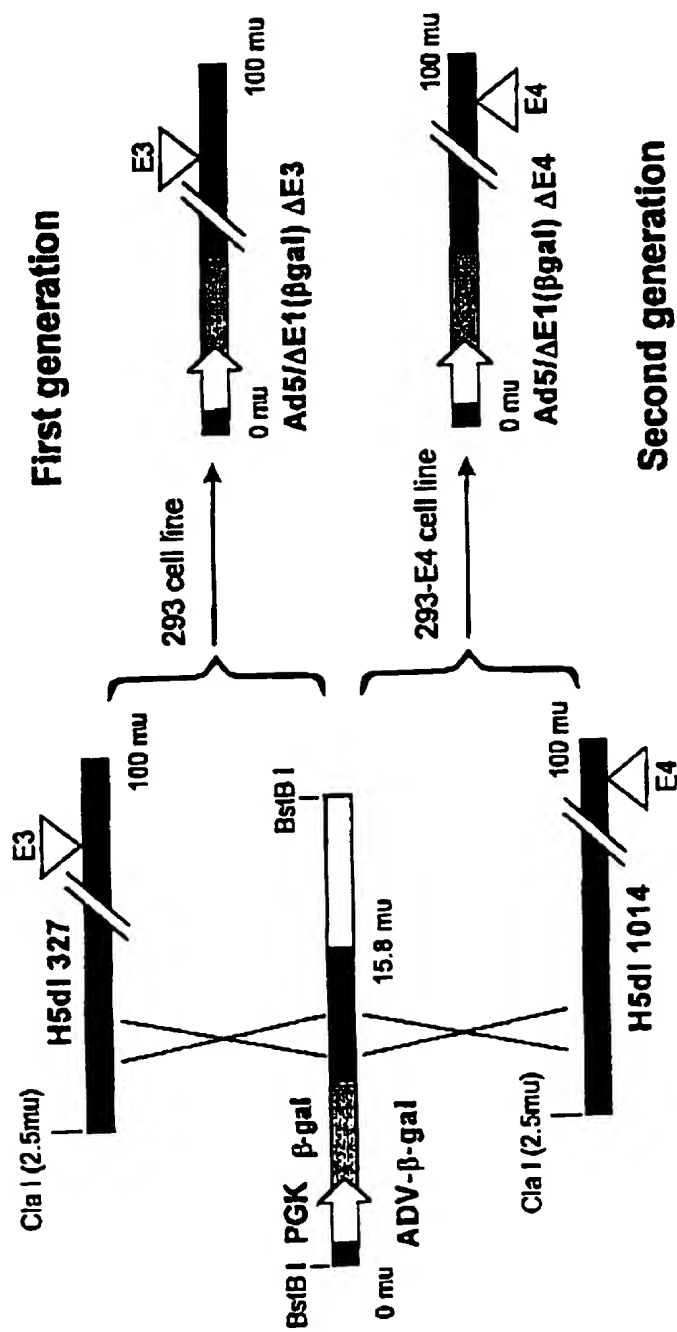 First generation
E3
H5dl 327
Cla I (2.5mu)
100 mu
293 cell line
E3
0 mu
100 mu
Ad5/ΔE1(βgal) ΔE3
BstB I
PGK
β-gal
BstB I
0 mu
15.8 mu
ADV-β-gal
293-E4 cell line
100 mu
0 mu
E4
Ad5/ΔE1(βgal) ΔE4
Cla I (2.5mu)
100 mu
H5dl 1014
E4
Second generation